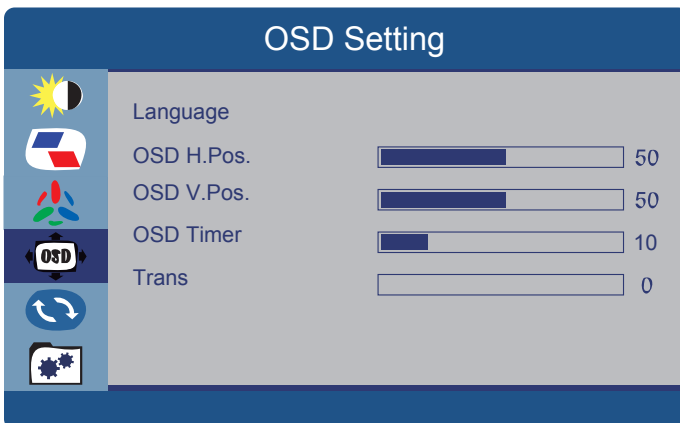 OSD Setting
Language
OSD H.Pos. 50
OSD V.Pos. 50
OSD Timer 10
Trans 0
OSD